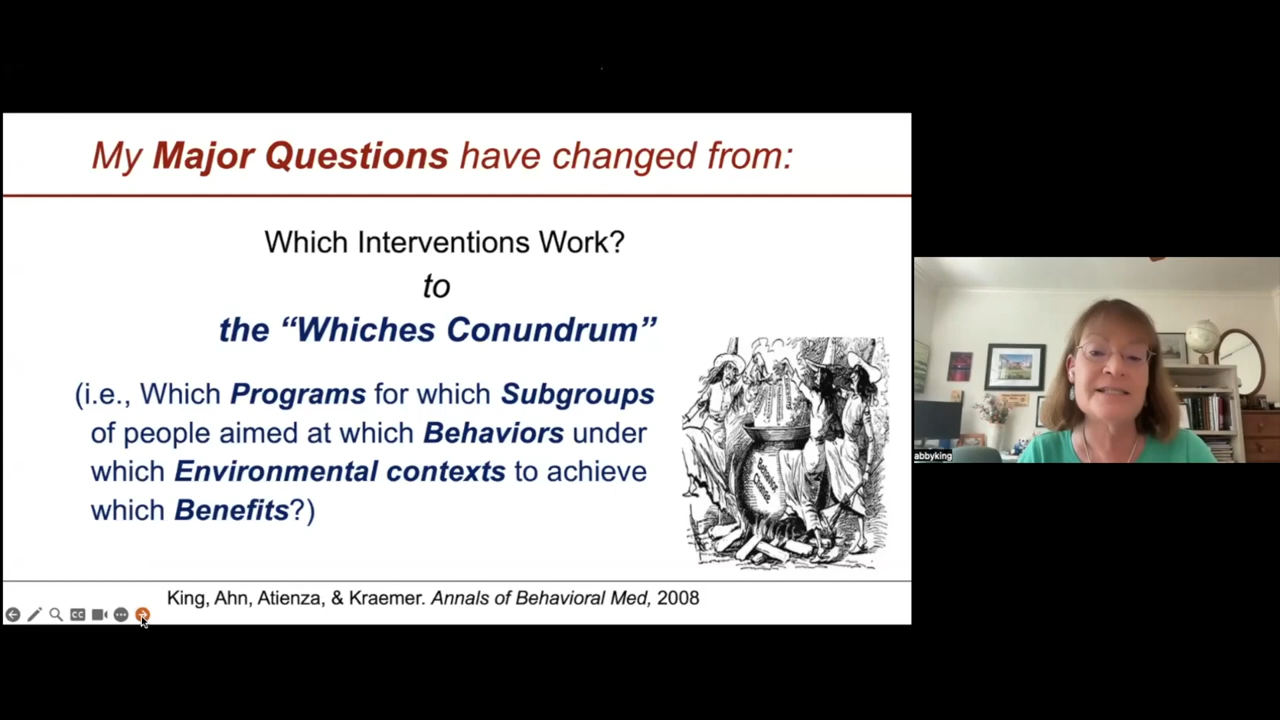 My Major Questions have changed from:
Which Interventions Work?
to
the “Whiches Conundrum”
(i.e., Which Programs for which Subgroups
of people aimed at which Behaviors under
which Environmental contexts to achieve
which Benefits?)
King, Ahn, Atienza, & Kraemer. Annals of Behavioral Med, 2008
CC
abbyking